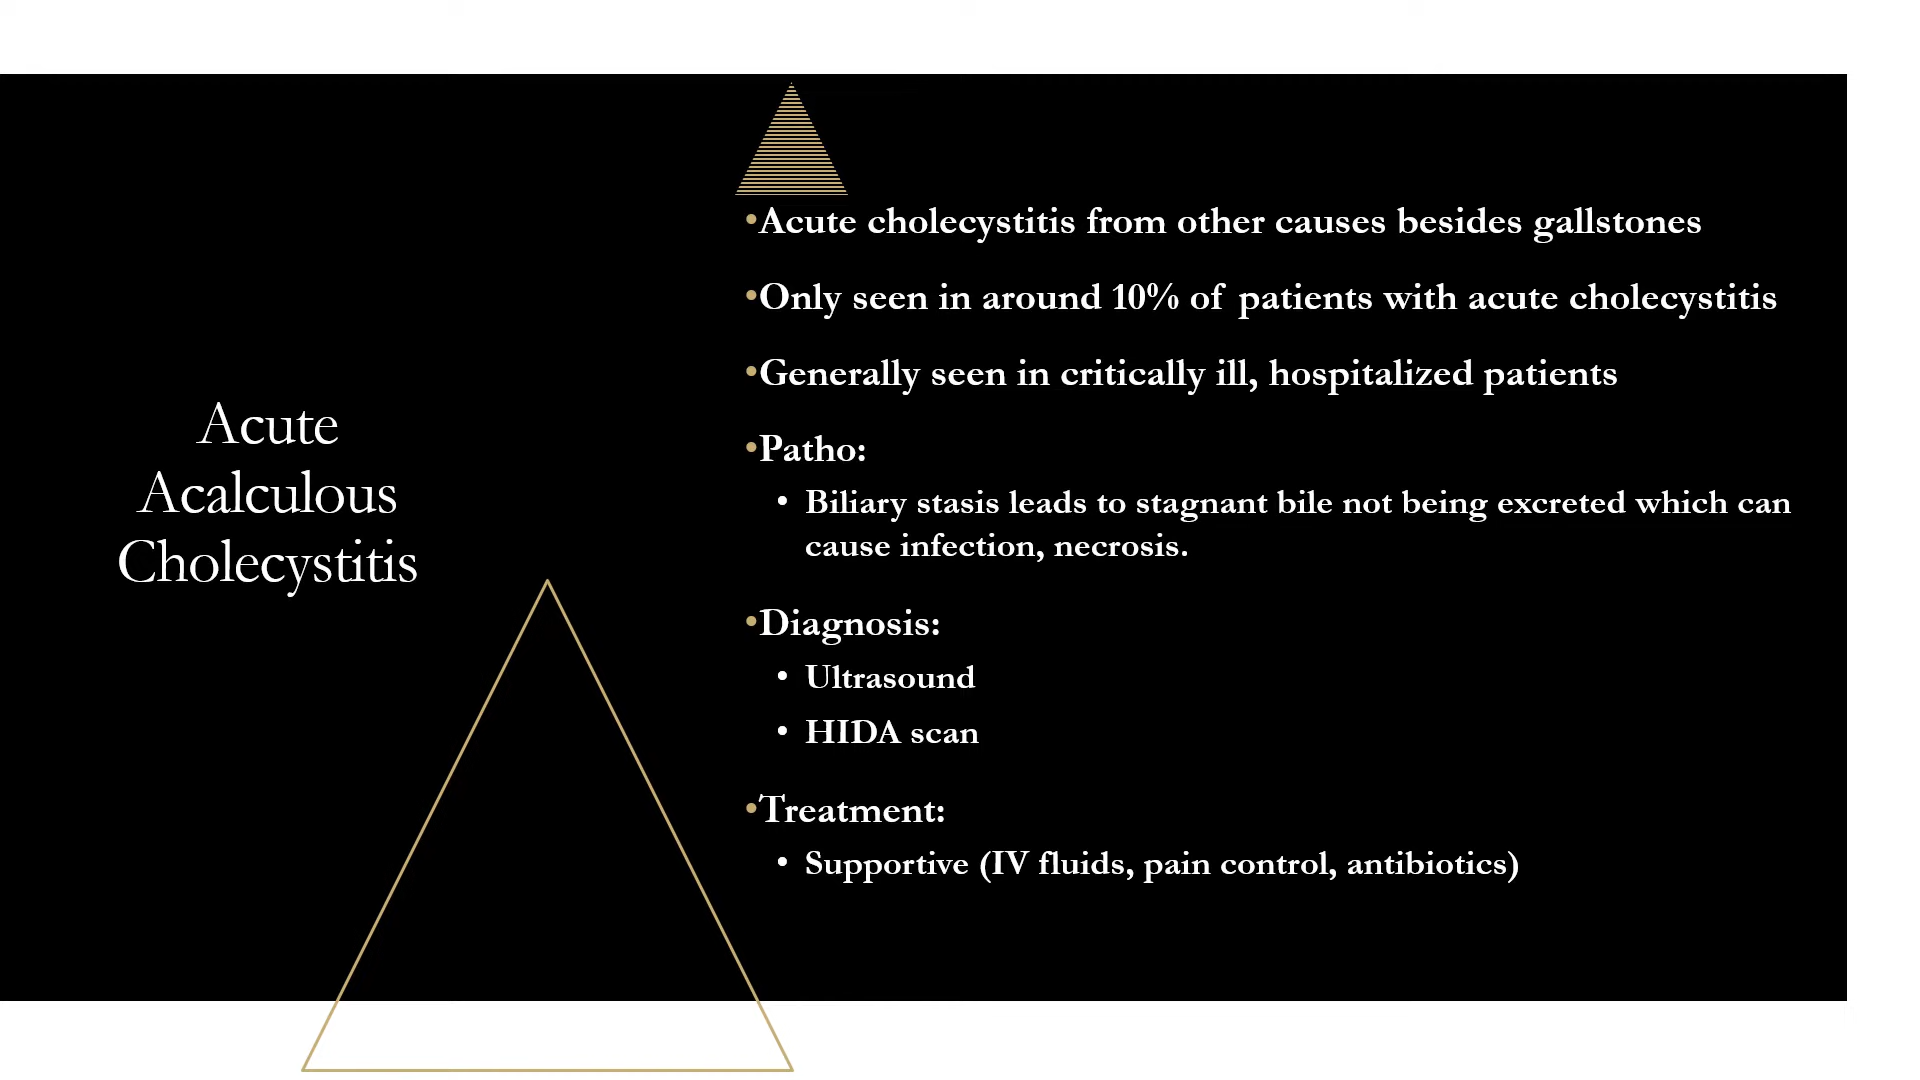 Acute
Acalculous
Cholecystitis
•Acute cholecystitis from other causes besides gallstones
•Only seen in around 10% of patients with acute cholecystitis
•Generally seen in critically ill, hospitalized patients
•Patho:
• Biliary stasis leads to stagnant bile not being excreted which can
cause infection, necrosis.
•Diagnosis:
• Ultrasound
• HIDA scan
•Treatment:
• Supportive (IV fluids, pain control, antibiotics)